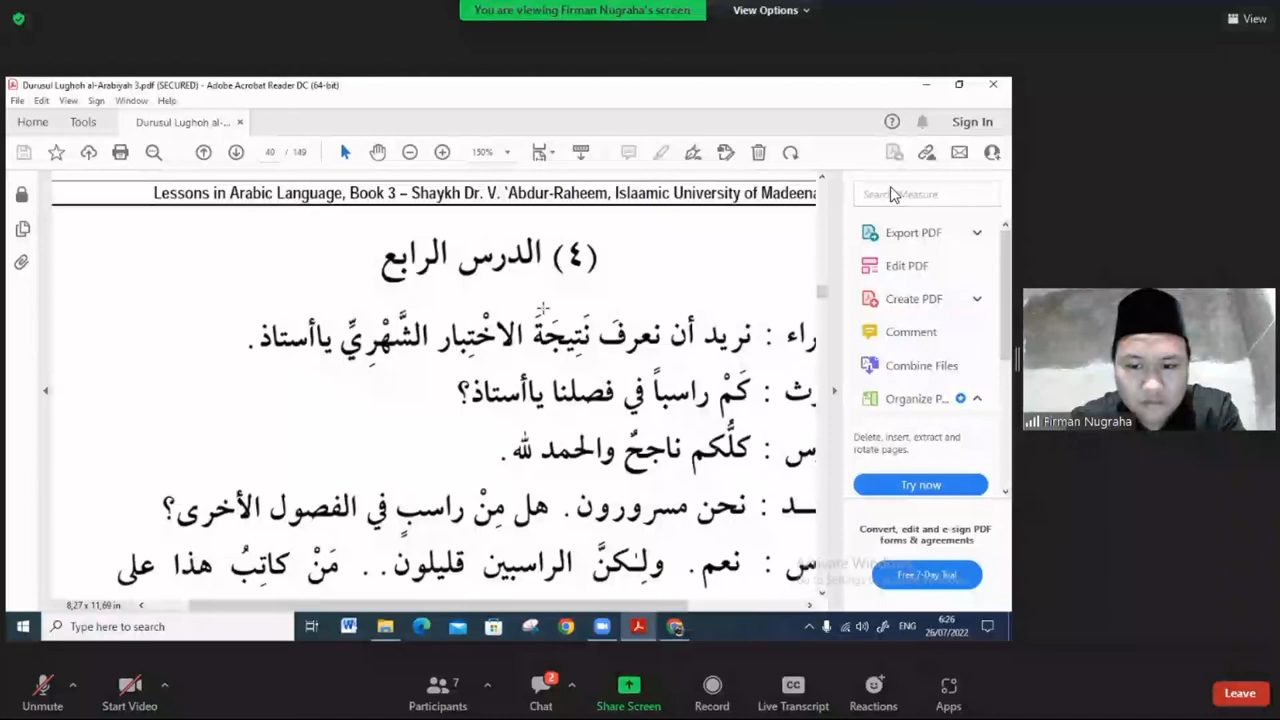 You are viewing Firman Nugraha's screen
View Options
View
Durusul Lughoh al-Arabiyah 3.pdf (SECURED) - Adobe Acrobat Reader DC (64-bit)
File Edit View Sign Window Help
Home Tools Durusul Lughoh al-... × Sign In
40 / 149 150%
Lessons in Arabic Language, Book 3 – Shaykh Dr. V. 'Abdur-Raheem, Islaamic University of Madeena
(٤) الدرس الرابع
راء : نريد أن نعرفَ نَتِيجَةَ الاخْتِبار الشَّهْرِيِّ ياأستاذ.
رث : كَمْ راسباً في فصلنا ياأستاذ؟
رس : كلُّكم ناجحٌ والحمد لله.
ـد : نحن مسرورون. هل مِنْ راسبٍ في الفصول الأخرى؟
س : نعم. ولٰكنَّ الراسبين قليلون.. مَنْ كاتِبُ هذا على
8,27 x 11,69 in
Export PDF
Edit PDF
Create PDF
Comment
Combine Files
Organize P...
Delete, insert, extract and
rotate pages.
Try now
Convert, edit and e-sign PDF
forms & agreements
Free 7-Day Trial
Firman Nugraha
Type here to search
ENG
6:26
26/07/2022
Unmute
Start Video
7
Participants
2
Chat
Share Screen
Record
CC
Live Transcript
Reactions
Apps
Leave